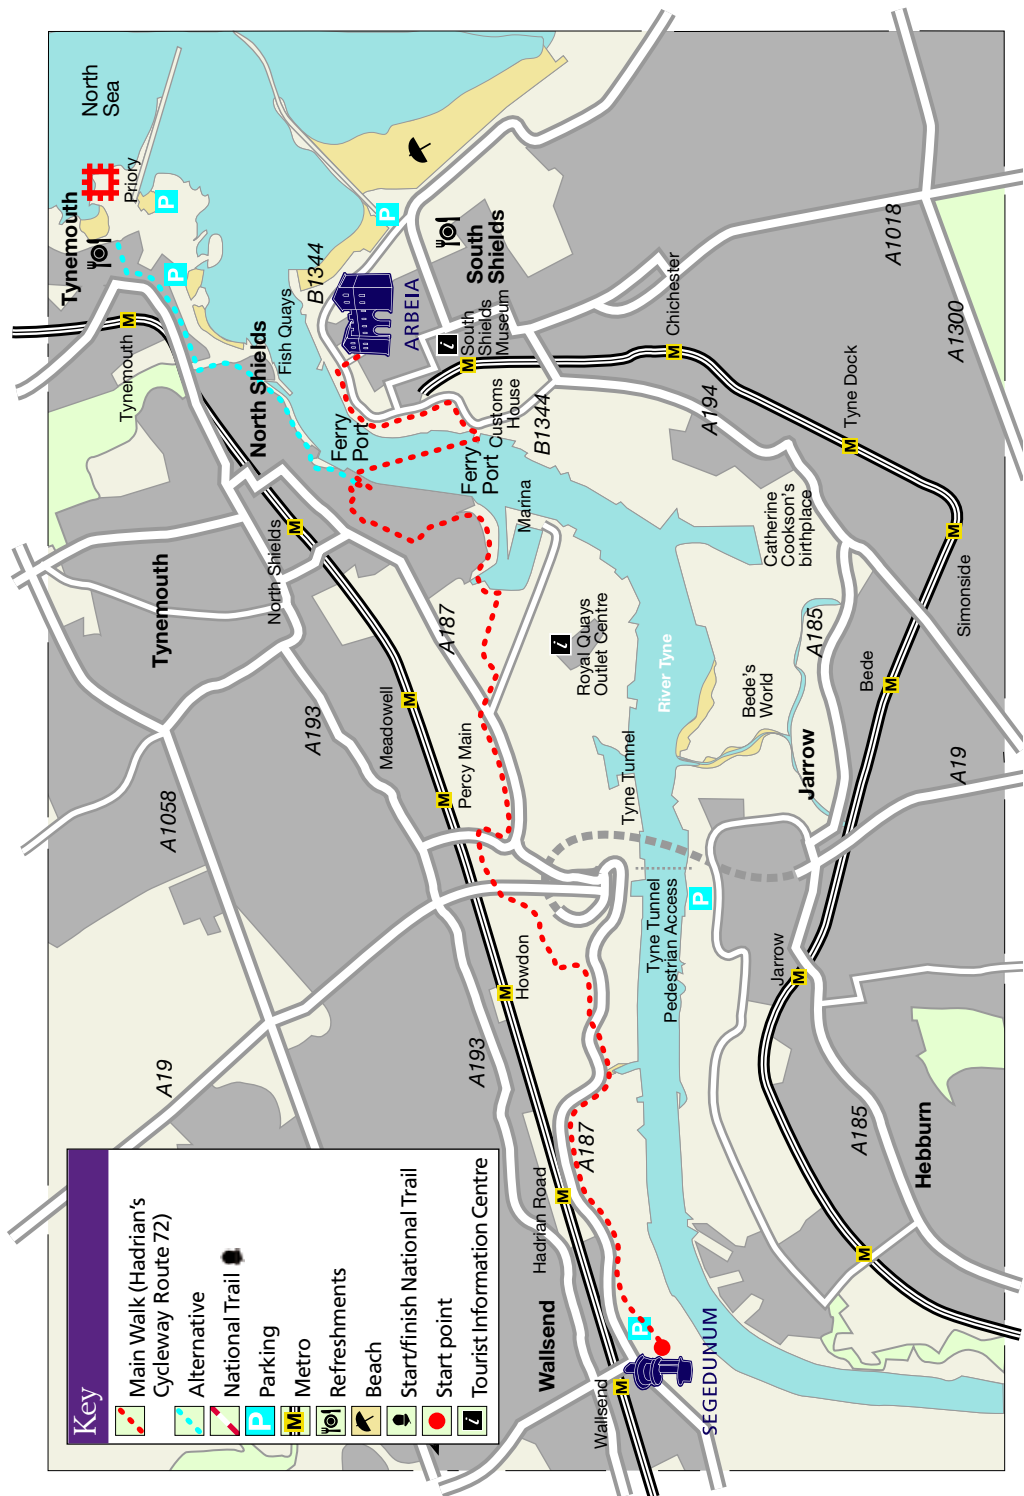 Key
Main Walk (Hadrian's
Cycleway Route 72)
Alternative
National Trail
Parking
Metro
Refreshments
Beach
Start/finish National Trail
Start point
Tourist Information Centre
P
M
i
North
Sea
Priory
Tynemouth
P
P
M
Tynemouth
North Shields
Fish Quays
B1344
P
ARBEIA
South
Shields
i
South
Shields
Museum
M
Customs
House
B1344
Ferry
Port
Ferry
Port
Marina
M
Chichester
A1018
A1300
A194
M
Tyne Dock
Catherine
Cookson's
birthplace
M
Simonside
Tynemouth
North Shields
M
A187
i
Royal Quays
Outlet Centre
River Tyne
Bede's
World
A185
Bede
M
Jarrow
A19
A193
Meadowell
M
Percy Main
M
A1058
Tyne Tunnel
Tyne Tunnel
Pedestrian Access
P
Jarrow
M
Howdon
M
A193
A19
A187
Hadrian Road
M
A185
Hebburn
M
Wallsend
Wallsend
M
P
SEGEDUNUM